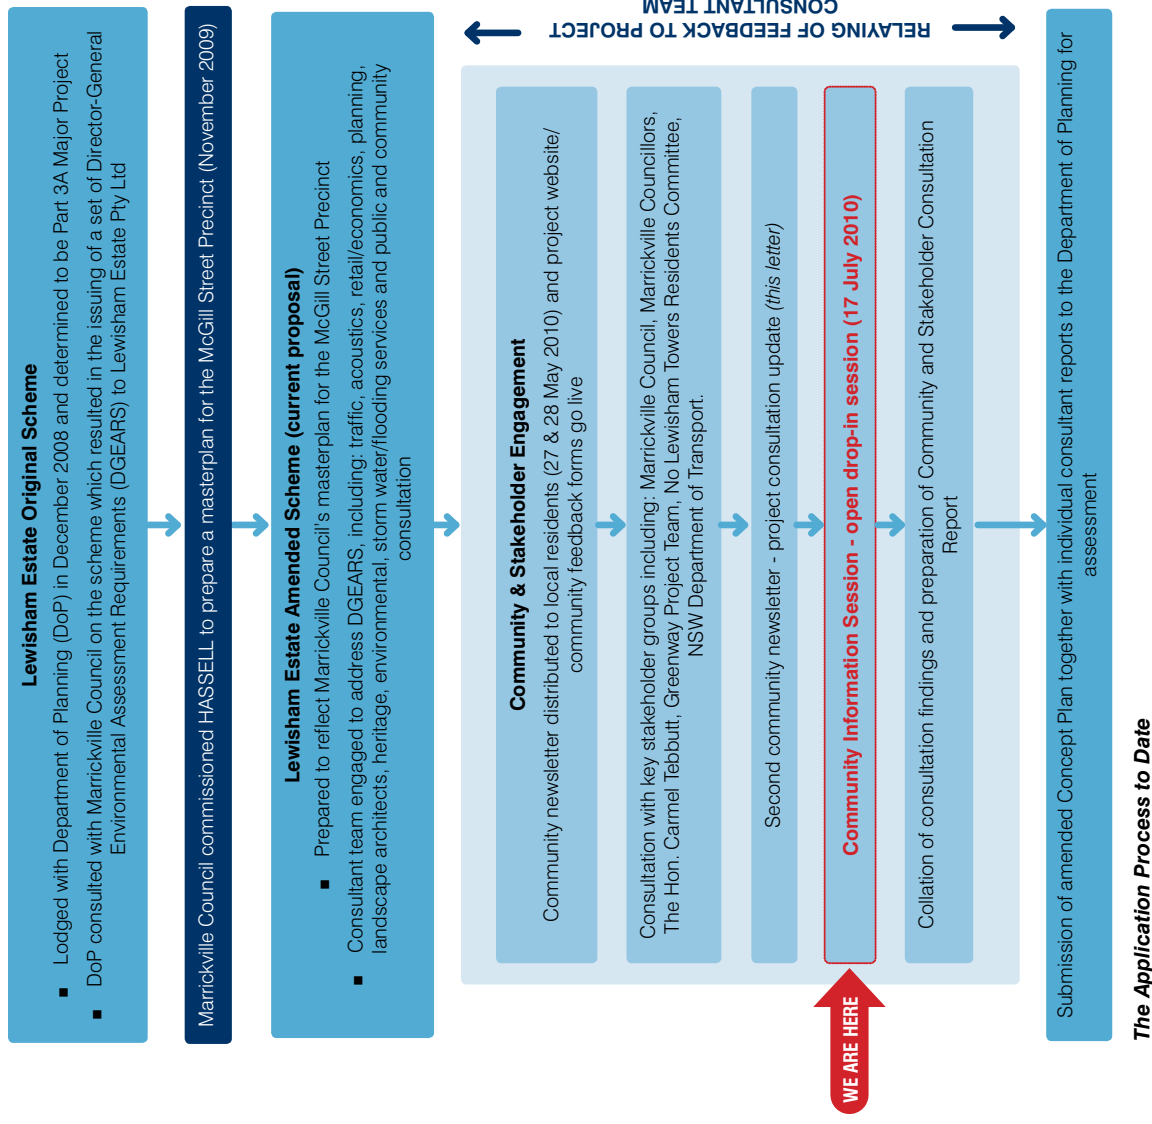 Lewisham Estate Original Scheme
■ Lodged with Department of Planning (DoP) in December 2008 and determined to be Part 3A Major Project
■ DoP consulted with Marrickville Council on the scheme which resulted in the issuing of a set of Director-General
Environmental Assessment Requirements (DGEARS) to Lewisham Estate Pty Ltd
Marrickville Council commissioned HASSELL to prepare a masterplan for the McGill Street Precinct (November 2009)
Lewisham Estate Amended Scheme (current proposal)
■ Prepared to reflect Marrickville Council's masterplan for the McGill Street Precinct
■ Consultant team engaged to address DGEARS, including: traffic, acoustics, retail/economics, planning,
landscape architects, heritage, environmental, storm water/flooding services and public and community
consultation
Community & Stakeholder Engagement
Community newsletter distributed to local residents (27 & 28 May 2010) and project website/
community feedback forms go live
Consultation with key stakeholder groups including: Marrickville Council, Marrickville Councillors,
The Hon. Carmel Tebbutt, Greenway Project Team, No Lewisham Towers Residents Committee,
NSW Department of Transport.
Second community newsletter - project consultation update (this letter)
WE ARE HERE
Community Information Session - open drop-in session (17 July 2010)
Collation of consultation findings and preparation of Community and Stakeholder Consultation
Report
RELAYING OF FEEDBACK TO PROJECT
CONSULTANT TEAM
Submission of amended Concept Plan together with individual consultant reports to the Department of Planning for
assessment
The Application Process to Date